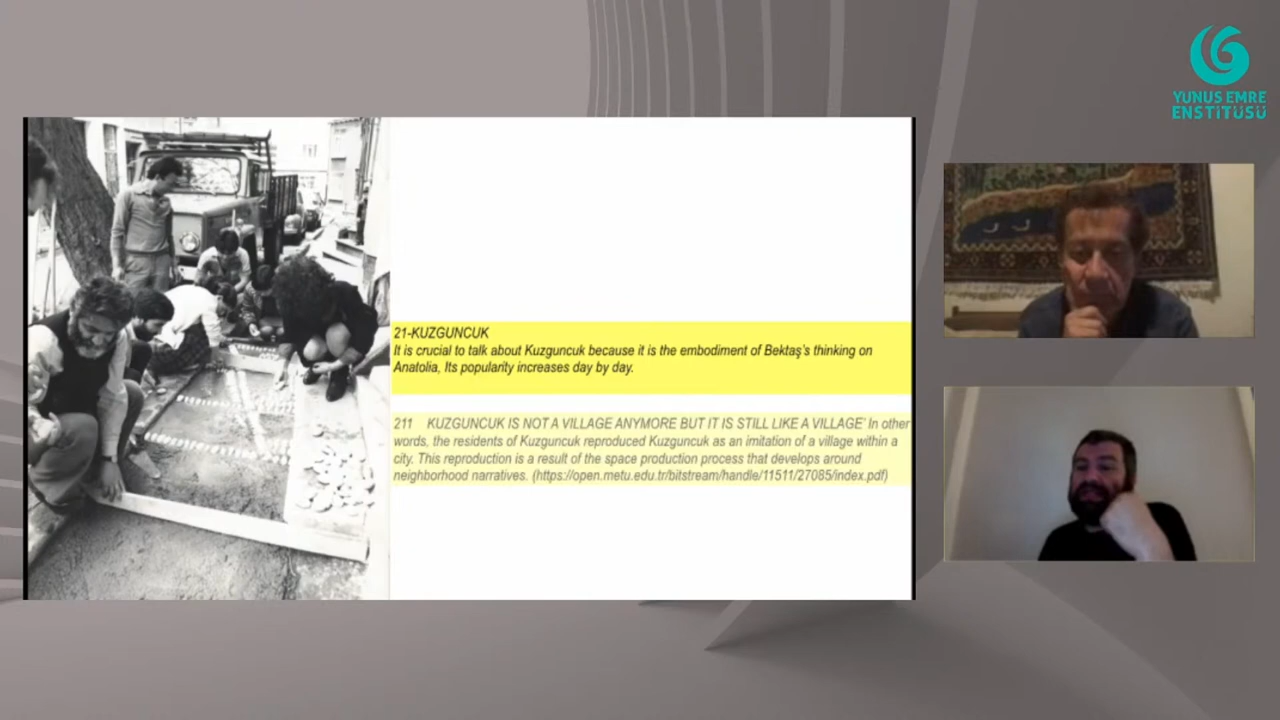 YUNUS EMRE
ENSTİTÜSÜ
21-KUZGUNCUK
It is crucial to talk about Kuzguncuk because it is the embodiment of Bektaş's thinking on
Anatolia, Its popularity increases day by day.
211 KUZGUNCUK IS NOT A VILLAGE ANYMORE BUT IT IS STILL LIKE A VILLAGE' In other
words, the residents of Kuzguncuk reproduced Kuzguncuk as an imitation of a village within a
city. This reproduction is a result of the space production process that develops around
neighborhood narratives. (https://open.metu.edu.tr/bitstream/handle/11511/27085/index.pdf)